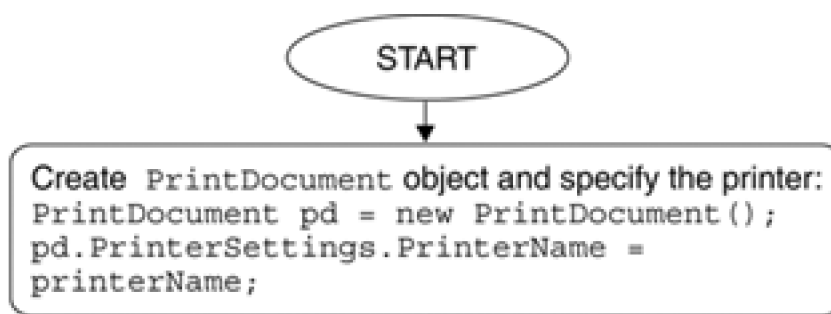 START
Create PrintDocument object and specify the printer:
PrintDocument pd = new PrintDocument();
pd.PrinterSettings.PrinterName =
printerName;